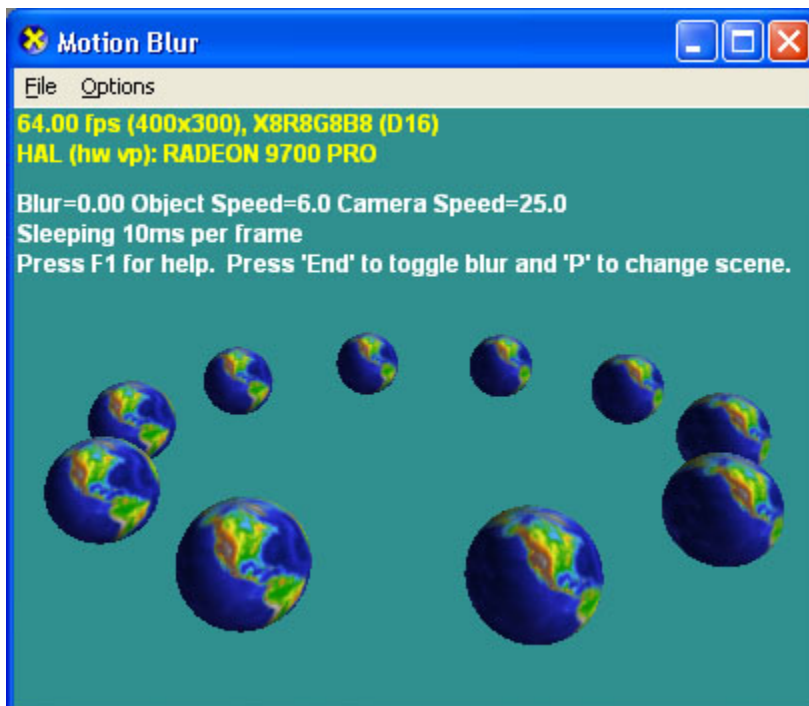 Motion Blur
File Options
64.00 fps (400x300), X8R8G8B8 (D16)
HAL (hw vp): RADEON 9700 PRO
Blur=0.00 Object Speed=6.0 Camera Speed=25.0
Sleeping 10ms per frame
Press F1 for help. Press 'End' to toggle blur and 'P' to change scene.